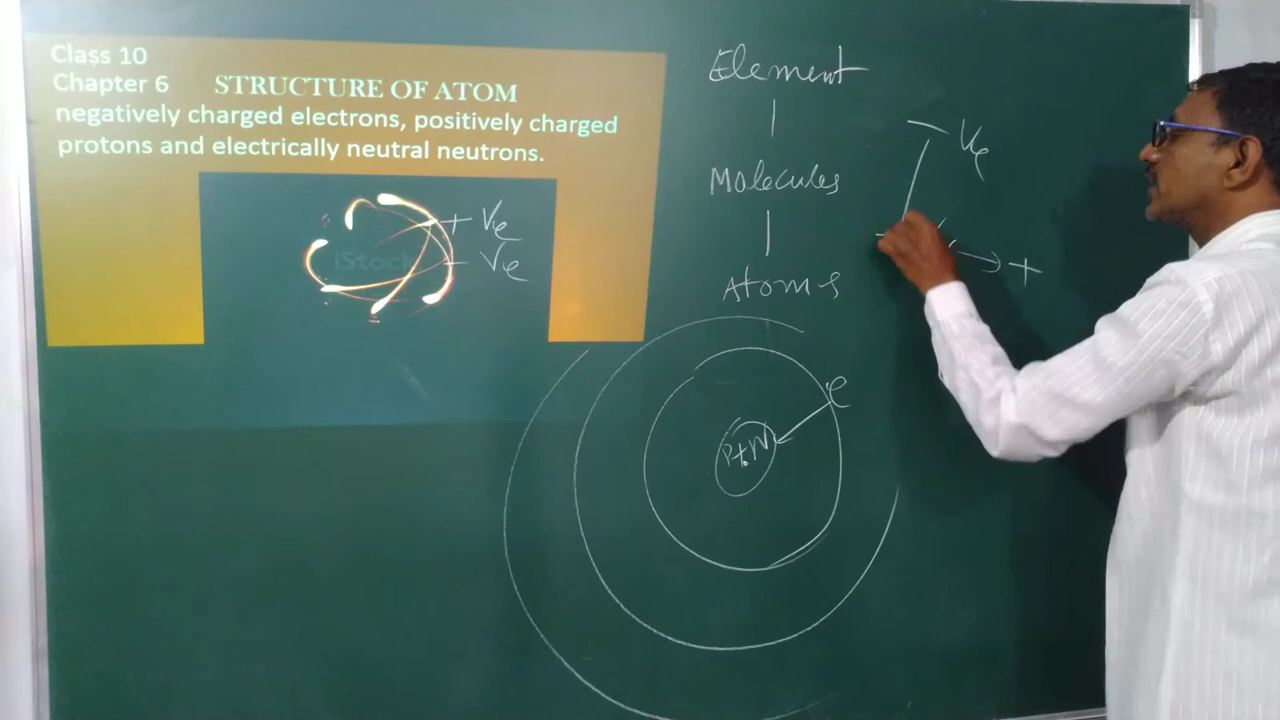 Class 10
Chapter 6 STRUCTURE OF ATOM
negatively charged electrons, positively charged
protons and electrically neutral neutrons.
iStock
+ Ve
- Ve
Element
Molecules
Atoms
- Ve
+
e
P+N